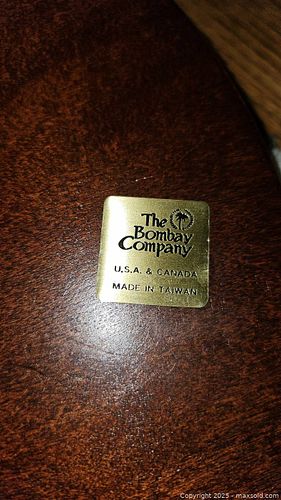 The
Bombay
Company
U.S.A. & CANADA
MADE IN TAIWAN
Copyright 2025 - maxsold.com